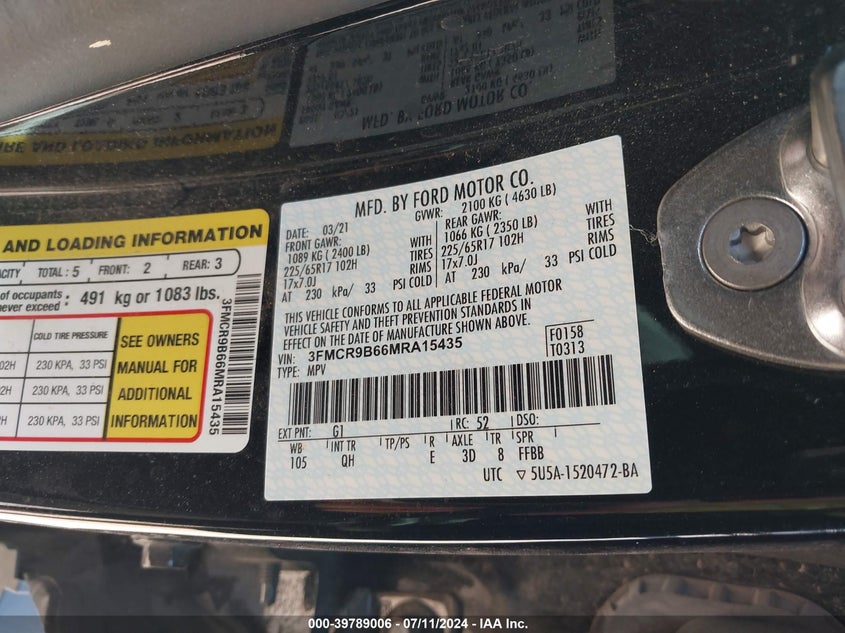 MFD. BY FORD MOTOR CO.
DATE: 03/21 GVWR: 2100 KG ( 4630 LB)
FRONT GAWR: REAR GAWR:
1089 KG ( 2400 LB) WITH 1066 KG ( 2350 LB) WITH
225/65R17 102H TIRES 225/65R17 102H TIRES
17x7.0J RIMS 17x7.0J RIMS
AT 230 kPa/ 33 PSI COLD AT 230 kPa/ 33 PSI COLD
THIS VEHICLE CONFORMS TO ALL APPLICABLE FEDERAL MOTOR
VEHICLE SAFETY AND THEFT PREVENTION STANDARDS IN
EFFECT ON THE DATE OF MANUFACTURE SHOWN ABOVE.
VIN: 3FMCR9B66MRA15435 F0158
TYPE: MPV T0313
EXT PNT: G1 RC: 52 DSO:
WB INT TR TP/PS R AXLE TR SPR
105 QH E 3D 8 FFBB
UTC ▽ 5U5A-1520472-BA
AND LOADING INFORMATION
TOTAL : 5 FRONT: 2 REAR: 3
of occupants
never exceed : 491 kg or 1083 lbs.
COLD TIRE PRESSURE
230 KPA, 33 PSI
230 KPA, 33 PSI
230 KPA, 33 PSI
SEE OWNERS
MANUAL FOR
ADDITIONAL
INFORMATION
3FMCR9B66MRA15435
000-39789006 - 07/11/2024 - IAA Inc.